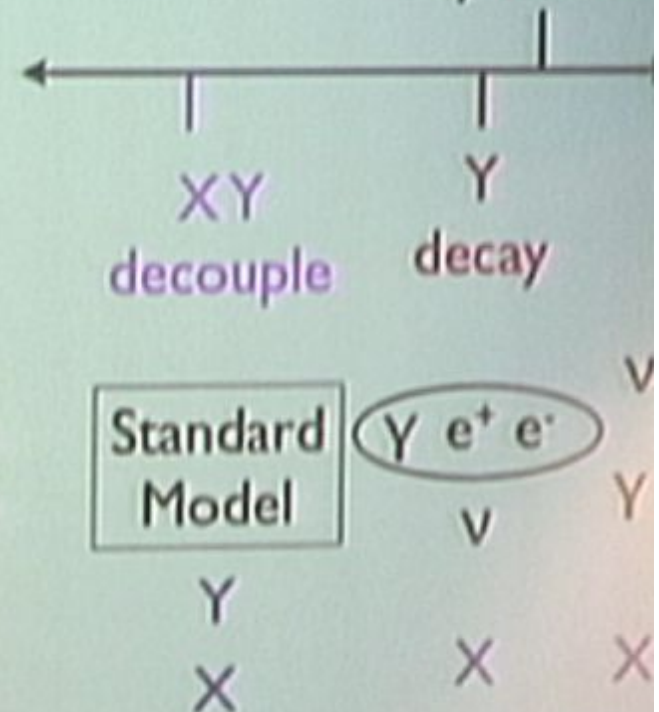 XY
decouple
Y
decay
Standard
Model
γ e⁺ e⁻
ν
Y
X
X
ν
γ
X